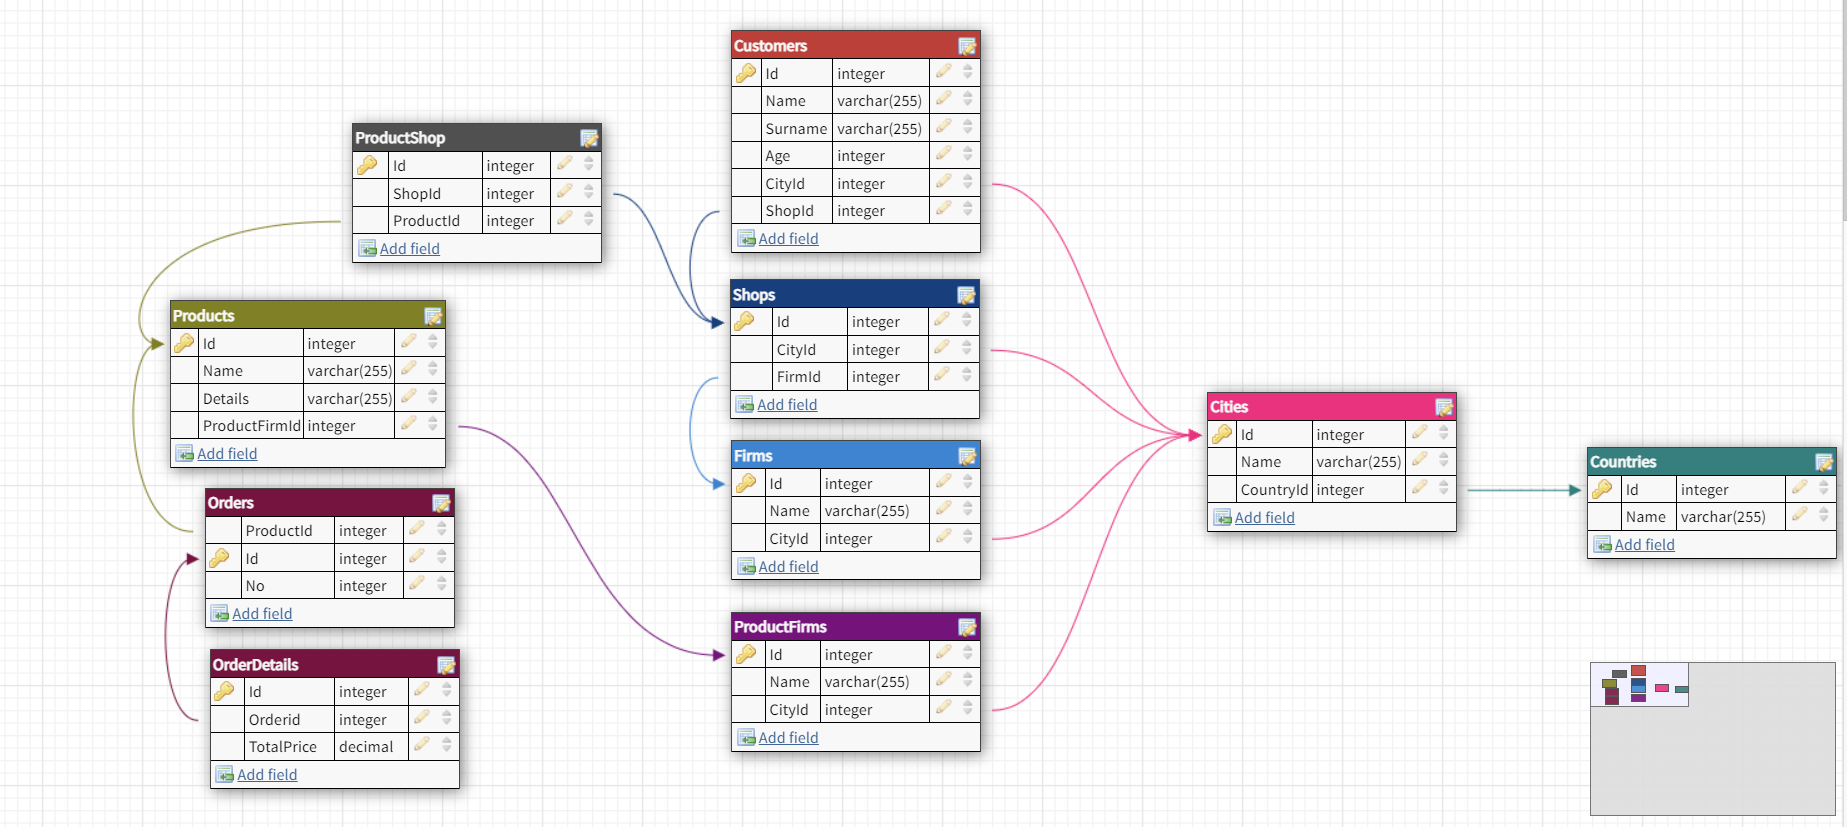 Customers
Id integer
Name varchar(255)
Surname varchar(255)
Age integer
CityId integer
ShopId integer
Add field
ProductShop
Id integer
ShopId integer
ProductId integer
Add field
Shops
Id integer
CityId integer
FirmId integer
Add field
Products
Id integer
Name varchar(255)
Details varchar(255)
ProductFirmId integer
Add field
Cities
Id integer
Name varchar(255)
CountryId integer
Add field
Firms
Id integer
Name varchar(255)
CityId integer
Add field
Countries
Id integer
Name varchar(255)
Add field
Orders
ProductId integer
Id integer
No integer
Add field
ProductFirms
Id integer
Name varchar(255)
CityId integer
Add field
OrderDetails
Id integer
Orderid integer
TotalPrice decimal
Add field